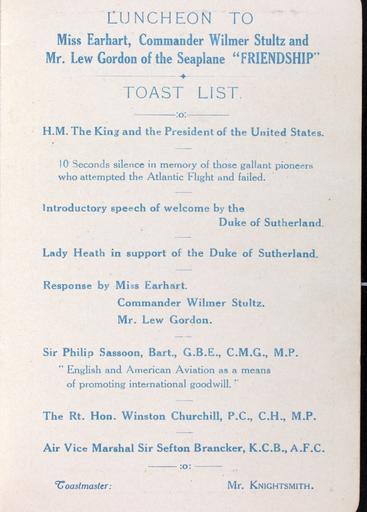 LUNCHEON TO
Miss Earhart, Commander Wilmer Stultz and
Mr. Lew Gordon of the Seaplane "FRIENDSHIP"
TOAST LIST.
:o:
H.M. The King and the President of the United States.
10 Seconds silence in memory of those gallant pioneers
who attempted the Atlantic Flight and failed.
Introductory speech of welcome by the
Duke of Sutherland.
Lady Heath in support of the Duke of Sutherland.
Response by Miss Earhart.
Commander Wilmer Stultz.
Mr. Lew Gordon.
Sir Philip Sassoon, Bart., G.B.E., C.M.G., M.P.
" English and American Aviation as a means
of promoting international goodwill. "
The Rt. Hon. Winston Churchill, P.C., C.H., M.P.
Air Vice Marshal Sir Sefton Brancker, K.C.B., A.F.C.
:o:
Toastmaster: Mr. KNIGHTSMITH.